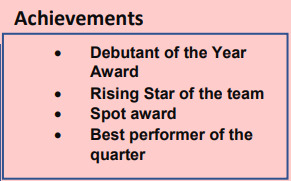 Achievements
• Debutant of the Year
Award
• Rising Star of the team
• Spot award
• Best performer of the
quarter